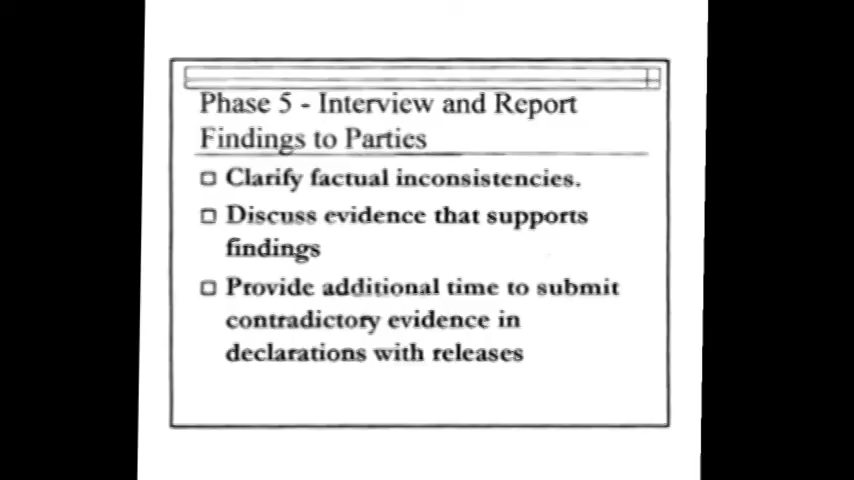 Phase 5 - Interview and Report
Findings to Parties
Clarify factual inconsistencies.
Discuss evidence that supports
findings
Provide additional time to submit
contradictory evidence in
declarations with releases